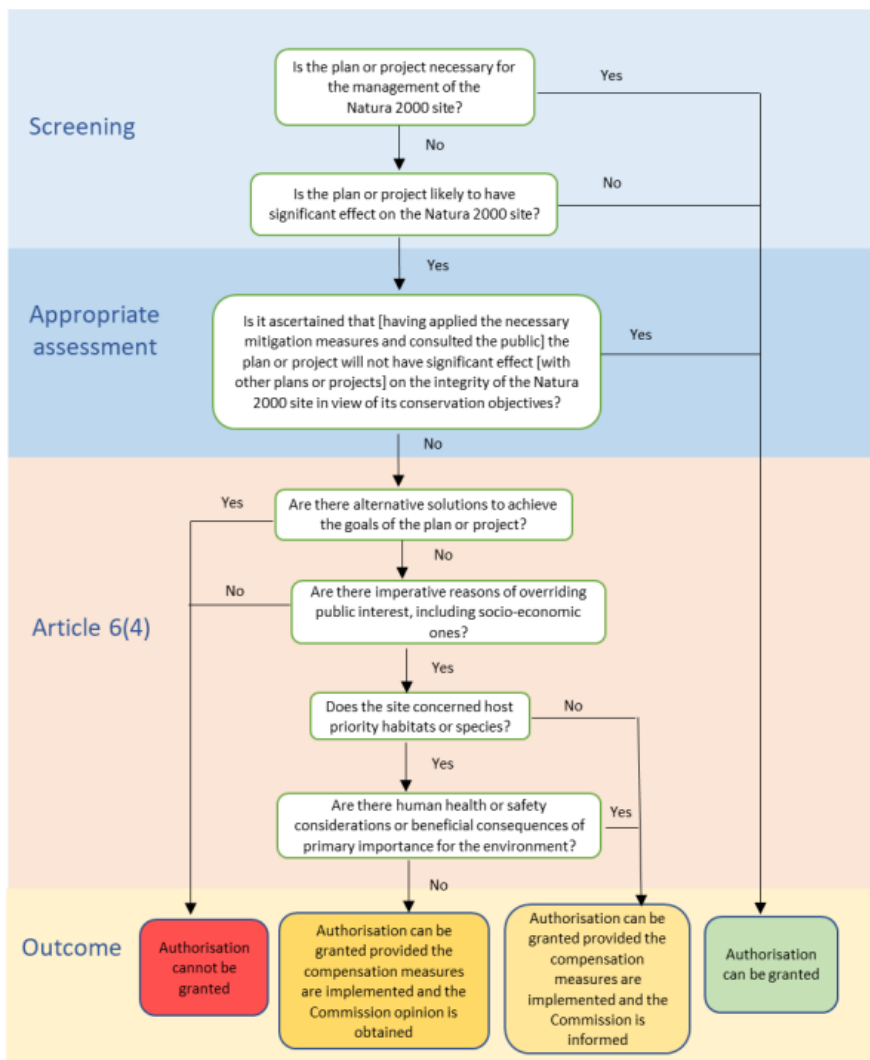 Is the plan or project necessary for
the management of the
Natura 2000 site?
Yes
Screening
No
Is the plan or project likely to have
significant effect on the Natura 2000 site?
No
Yes
Appropriate
assessment
Is it ascertained that [having applied the necessary
mitigation measures and consulted the public] the
plan or project will not have significant effect [with
other plans or projects] on the integrity of the Natura
2000 site in view of its conservation objectives?
Yes
No
Yes
Are there alternative solutions to achieve
the goals of the plan or project?
No
No
Are there imperative reasons of overriding
public interest, including socio-economic
ones?
Article 6(4)
Yes
Does the site concerned host
priority habitats or species?
No
Yes
Are there human health or safety
considerations or beneficial consequences of
primary importance for the environment?
Yes
No
Outcome
Authorisation
cannot be
granted
Authorisation can be
granted provided the
compensation measures
are implemented and the
Commission opinion is
obtained
Authorisation can be
granted provided the
compensation
measures are
implemented and the
Commission is
informed
Authorisation
can be granted